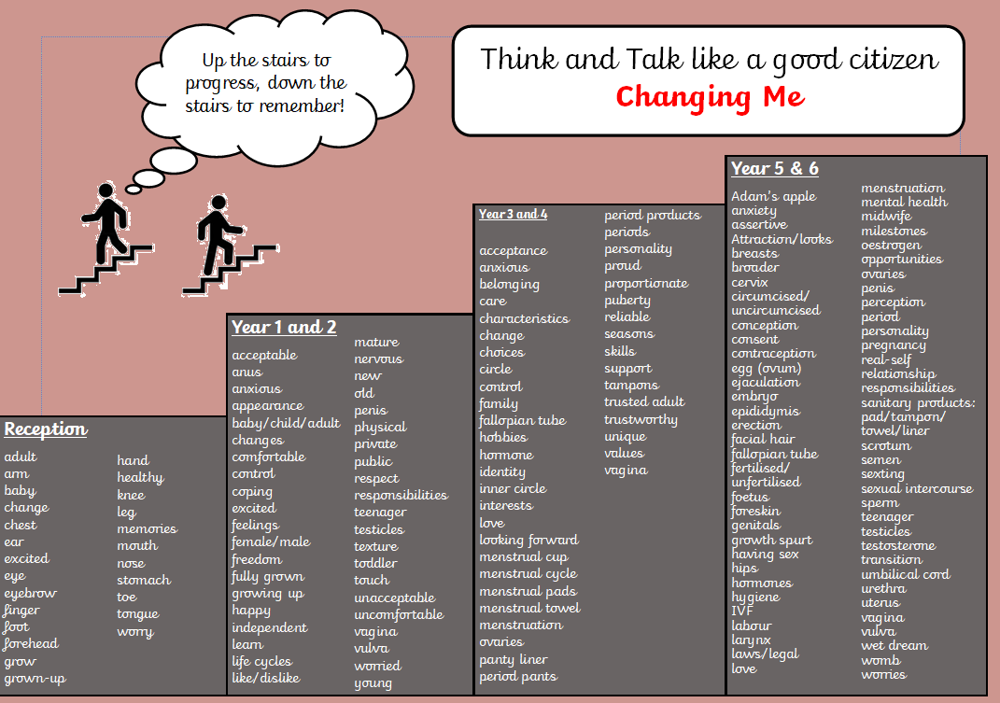 Up the stairs to
progress, down the
stairs to remember!
Think and Talk like a good citizen
Changing Me
Reception
adult
arm
baby
change
chest
ear
excited
eye
eyebrow
finger
foot
forehead
grow
grown-up
hand
healthy
knee
leg
memories
mouth
nose
stomach
toe
tongue
worry
Year 1 and 2
acceptable
anus
anxious
appearance
baby/child/adult
changes
comfortable
control
coping
excited
feelings
female/male
freedom
fully grown
growing up
happy
independent
learn
life cycles
like/dislike
mature
nervous
new
old
penis
physical
private
public
respect
responsibilities
teenager
testicles
texture
toddler
touch
unacceptable
uncomfortable
vagina
vulva
worried
young
Year 3 and 4
acceptance
anxious
belonging
care
characteristics
change
choices
circle
control
family
fallopian tube
hobbies
hormone
identity
inner circle
interests
love
looking forward
menstrual cup
menstrual cycle
menstrual pads
menstrual towel
menstruation
ovaries
panty liner
period pants
period products
periods
personality
proud
proportionate
puberty
reliable
seasons
skills
support
tampons
trusted adult
trustworthy
unique
values
vagina
Year 5 & 6
Adam's apple
anxiety
assertive
Attraction/looks
breasts
broader
cervix
circumcised/
uncircumcised
conception
consent
contraception
egg (ovum)
ejaculation
embryo
epididymis
erection
facial hair
fallopian tube
fertilised/
unfertilised
foetus
foreskin
genitals
growth spurt
having sex
hips
hormones
hygiene
IVF
labour
larynx
laws/legal
love
menstruation
mental health
midwife
milestones
oestrogen
opportunities
ovaries
penis
perception
period
personality
pregnancy
real-self
relationship
responsibilities
sanitary products:
pad/tampon/
towel/liner
scrotum
semen
sexting
sexual intercourse
sperm
teenager
testicles
testosterone
transition
umbilical cord
urethra
uterus
vagina
vulva
wet dream
womb
worries